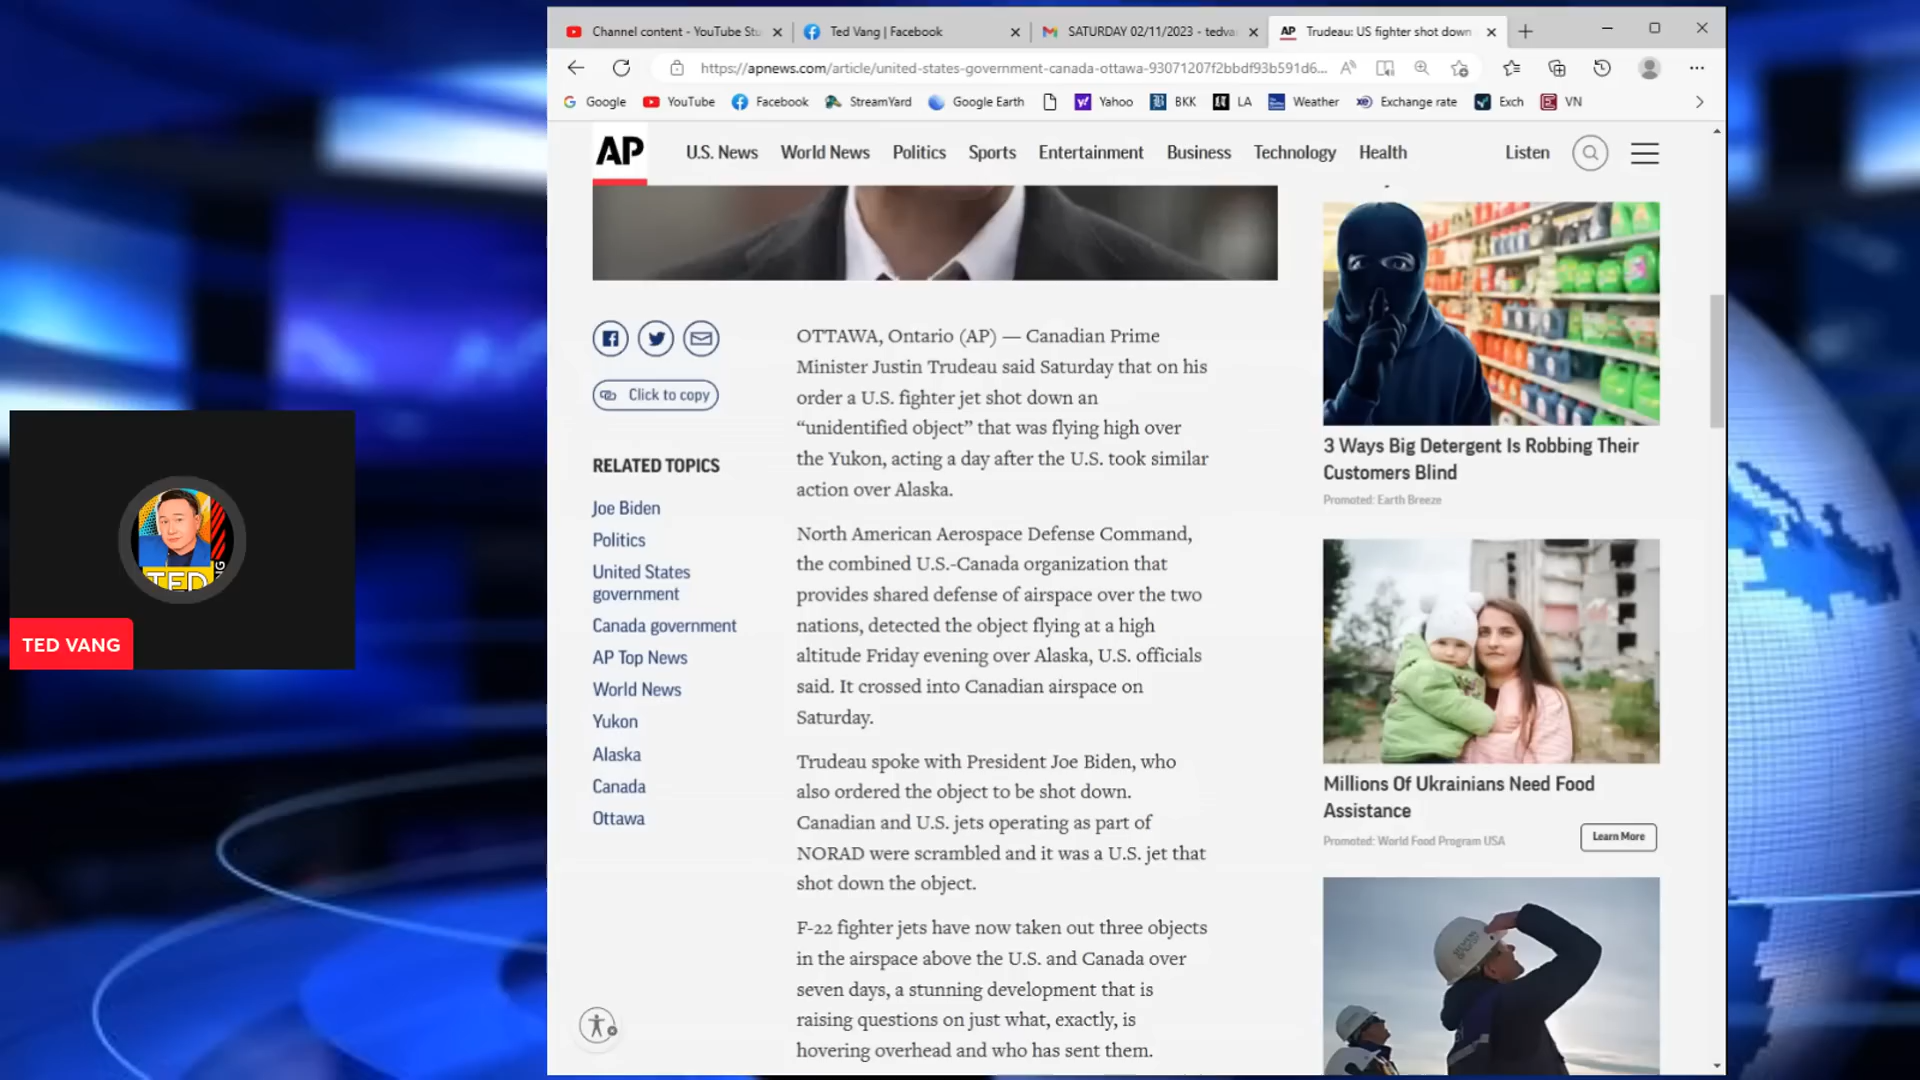 Channel content - YouTube Stu
Ted Vang | Facebook
SATURDAY 02/11/2023 - tedva
AP
Trudeau: US fighter shot down
https://apnews.com/article/united-states-government-canada-ottawa-93071207f2bbdf93b591d6...
Google
YouTube
Facebook
StreamYard
Google Earth
Yahoo
BKK
LA
Weather
Exchange rate
Exch
VN
AP
U.S. News
World News
Politics
Sports
Entertainment
Business
Technology
Health
Listen
Click to copy
RELATED TOPICS
Joe Biden
Politics
United States
government
Canada government
AP Top News
World News
Yukon
Alaska
Canada
Ottawa
OTTAWA, Ontario (AP) — Canadian Prime
Minister Justin Trudeau said Saturday that on his
order a U.S. fighter jet shot down an
“unidentified object” that was flying high over
the Yukon, acting a day after the U.S. took similar
action over Alaska.
North American Aerospace Defense Command,
the combined U.S.-Canada organization that
provides shared defense of airspace over the two
nations, detected the object flying at a high
altitude Friday evening over Alaska, U.S. officials
said. It crossed into Canadian airspace on
Saturday.
Trudeau spoke with President Joe Biden, who
also ordered the object to be shot down.
Canadian and U.S. jets operating as part of
NORAD were scrambled and it was a U.S. jet that
shot down the object.
F-22 fighter jets have now taken out three objects
in the airspace above the U.S. and Canada over
seven days, a stunning development that is
raising questions on just what, exactly, is
hovering overhead and who has sent them.
3 Ways Big Detergent Is Robbing Their
Customers Blind
Promoted: Earth Breeze
Millions Of Ukrainians Need Food
Assistance
Promoted: World Food Program USA
Learn More
TED
TED VANG